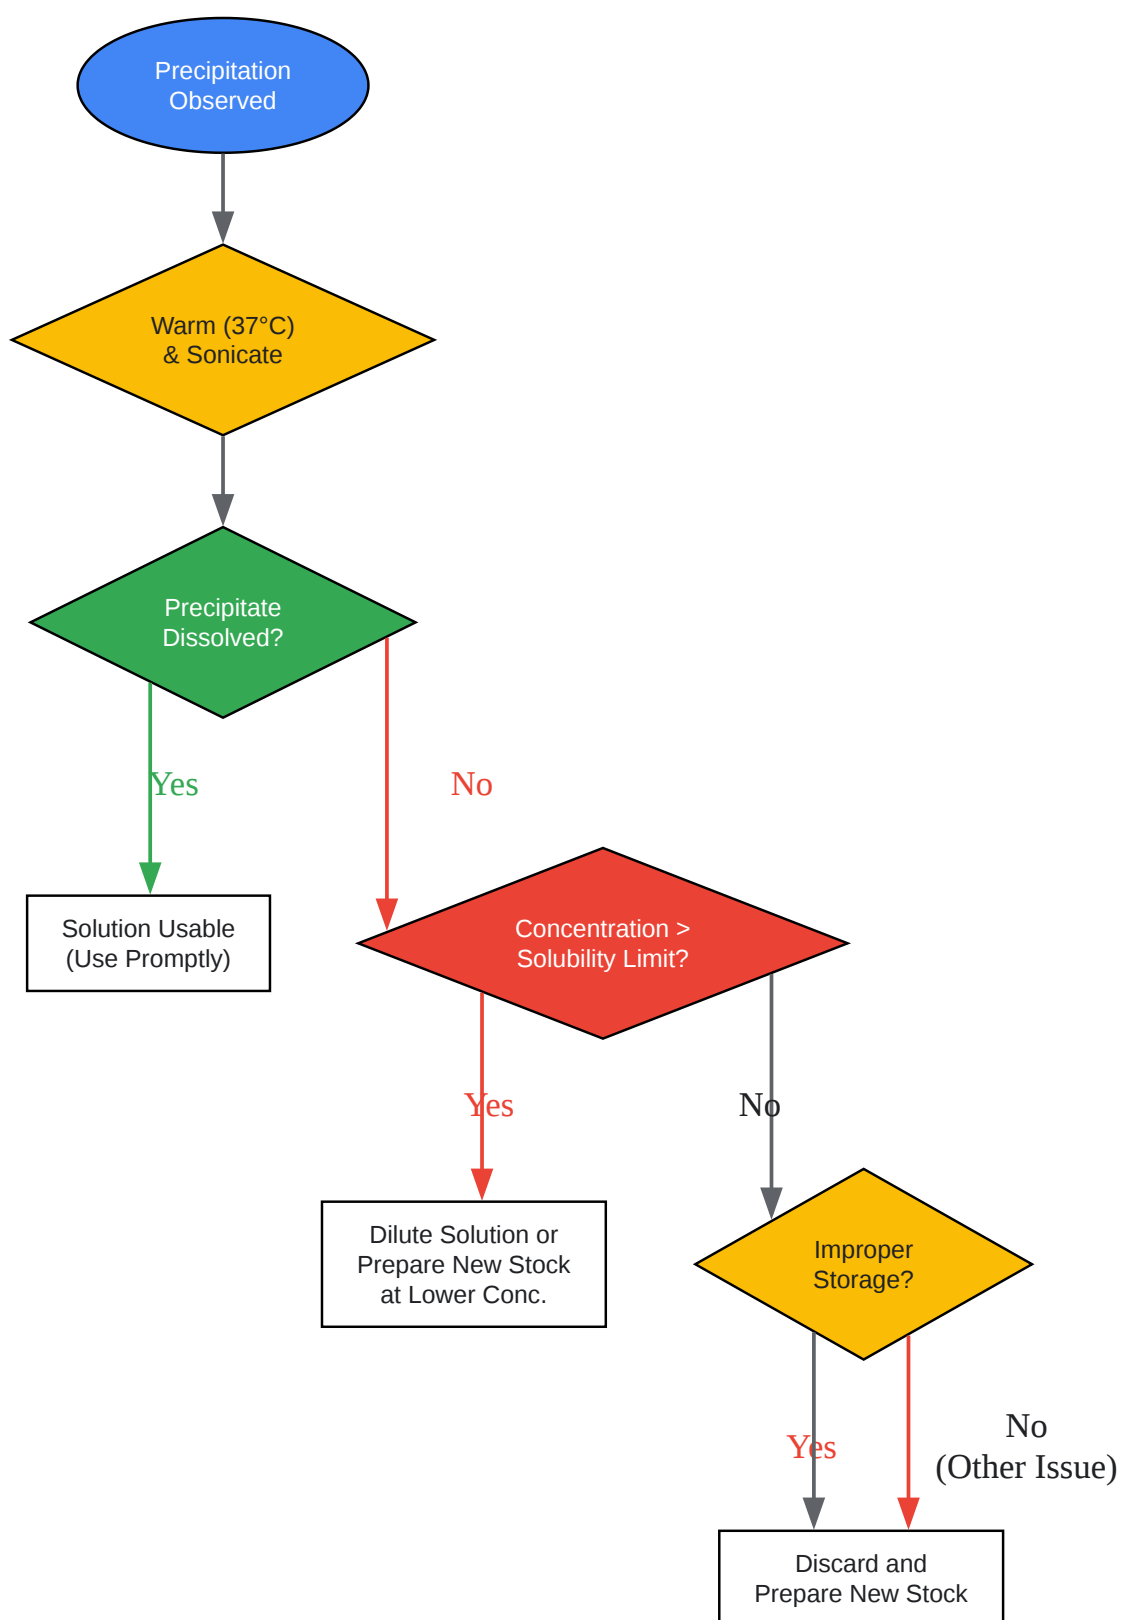 Precipitation
Observed
Warm (37°C)
& Sonicate
Precipitate
Dissolved?
Yes
No
Solution Usable
(Use Promptly)
Concentration >
Solubility Limit?
Yes
No
Dilute Solution or
Prepare New Stock
at Lower Conc.
Improper
Storage?
Yes
No
(Other Issue)
Discard and
Prepare New Stock